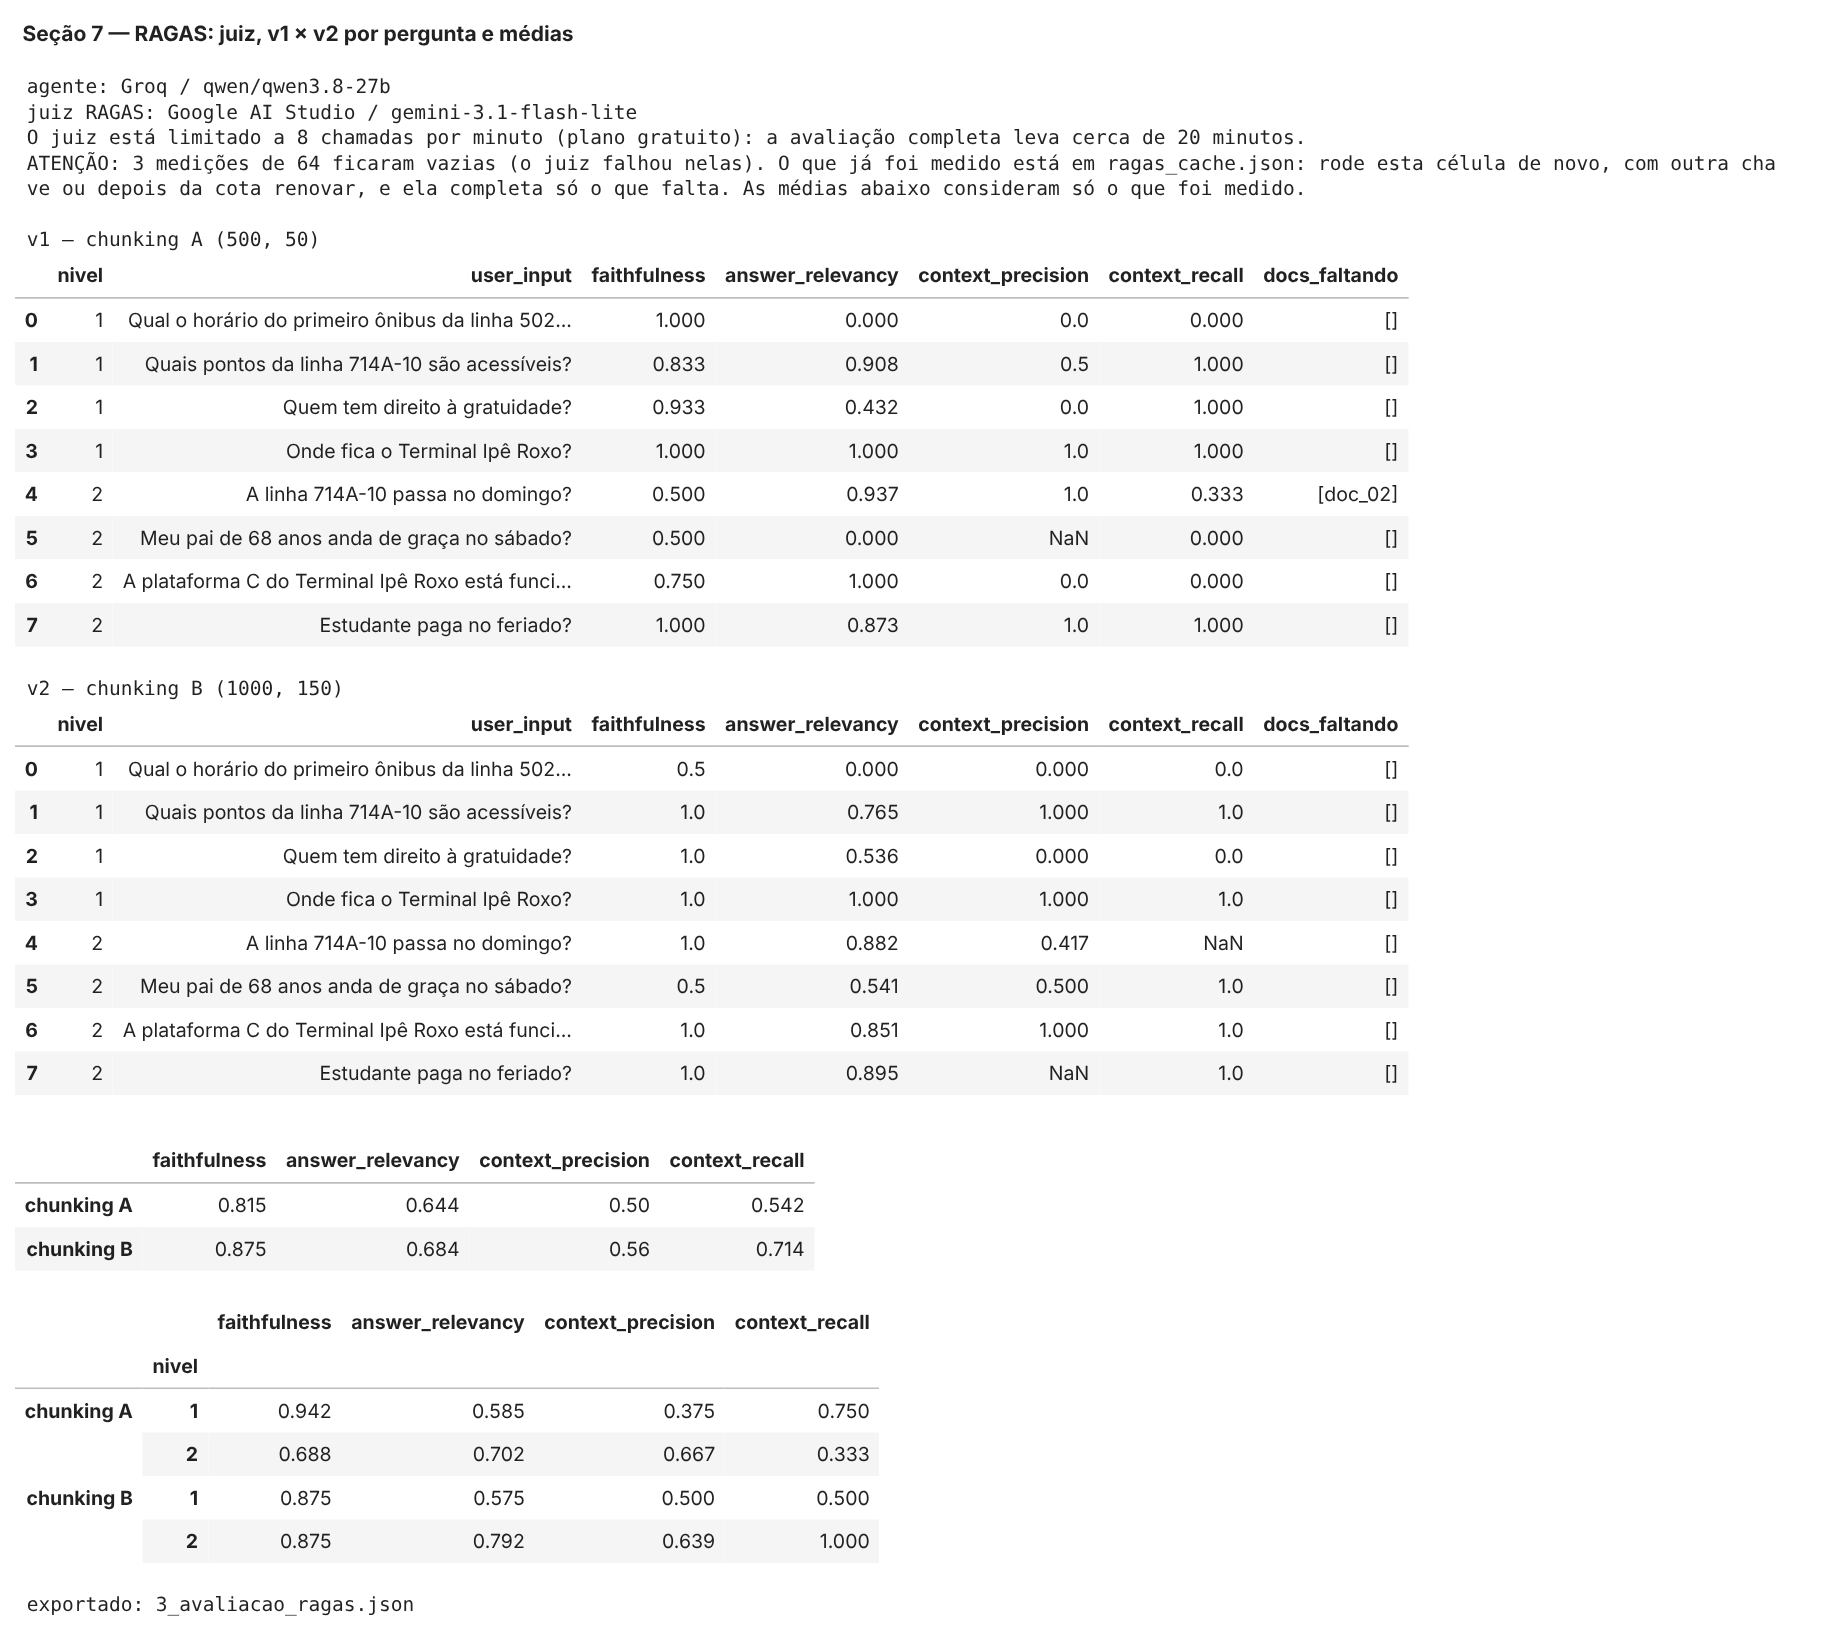 Seção 7 — RAGAS: juiz, v1 × v2 por pergunta e médias
agente: Groq / qwen/qwen3.8-27b
juiz RAGAS: Google AI Studio / gemini-3.1-flash-lite
O juiz está limitado a 8 chamadas por minuto (plano gratuito): a avaliação completa leva cerca de 20 minutos.
ATENÇÃO: 3 medições de 64 ficaram vazias (o juiz falhou nelas). O que já foi medido está em ragas_cache.json: rode esta célula de novo, com outra cha
ve ou depois da cota renovar, e ela completa só o que falta. As médias abaixo consideram só o que foi medido.
v1 — chunking A (500, 50)
nivel user_input faithfulness answer_relevancy context_precision context_recall docs_faltando
0 1 Qual o horário do primeiro ônibus da linha 502... 1.000 0.000 0.0 0.000 []
1 1 Quais pontos da linha 714A-10 são acessíveis? 0.833 0.908 0.5 1.000 []
2 1 Quem tem direito à gratuidade? 0.933 0.432 0.0 1.000 []
3 1 Onde fica o Terminal Ipê Roxo? 1.000 1.000 1.0 1.000 []
4 2 A linha 714A-10 passa no domingo? 0.500 0.937 1.0 0.333 [doc_02]
5 2 Meu pai de 68 anos anda de graça no sábado? 0.500 0.000 NaN 0.000 []
6 2 A plataforma C do Terminal Ipê Roxo está funci... 0.750 1.000 0.0 0.000 []
7 2 Estudante paga no feriado? 1.000 0.873 1.0 1.000 []
v2 — chunking B (1000, 150)
nivel user_input faithfulness answer_relevancy context_precision context_recall docs_faltando
0 1 Qual o horário do primeiro ônibus da linha 502... 0.5 0.000 0.000 0.0 []
1 1 Quais pontos da linha 714A-10 são acessíveis? 1.0 0.765 1.000 1.0 []
2 1 Quem tem direito à gratuidade? 1.0 0.536 0.000 0.0 []
3 1 Onde fica o Terminal Ipê Roxo? 1.0 1.000 1.000 1.0 []
4 2 A linha 714A-10 passa no domingo? 1.0 0.882 0.417 NaN []
5 2 Meu pai de 68 anos anda de graça no sábado? 0.5 0.541 0.500 1.0 []
6 2 A plataforma C do Terminal Ipê Roxo está funci... 1.0 0.851 1.000 1.0 []
7 2 Estudante paga no feriado? 1.0 0.895 NaN 1.0 []
faithfulness answer_relevancy context_precision context_recall
chunking A 0.815 0.644 0.50 0.542
chunking B 0.875 0.684 0.56 0.714
faithfulness answer_relevancy context_precision context_recall
nivel
chunking A 1 0.942 0.585 0.375 0.750
2 0.688 0.702 0.667 0.333
chunking B 1 0.875 0.575 0.500 0.500
2 0.875 0.792 0.639 1.000
exportado: 3_avaliacao_ragas.json